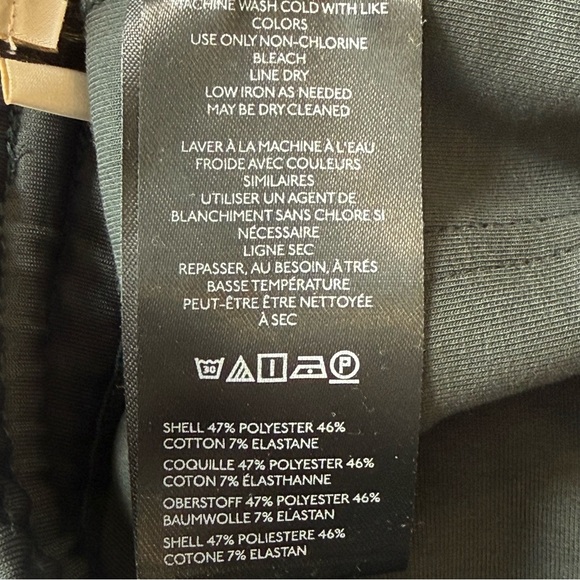 MACHINE WASH COLD WITH LIKE
COLORS
USE ONLY NON-CHLORINE
BLEACH
LINE DRY
LOW IRON AS NEEDED
MAY BE DRY CLEANED
LAVER À LA MACHINE À L'EAU
FROIDE AVEC COULEURS
SIMILAIRES
UTILISER UN AGENT DE
BLANCHIMENT SANS CHLORE SI
NÉCESSAIRE
LIGNE SEC
REPASSER, AU BESOIN, À TRÉS
BASSE TEMPÉRATURE
PEUT-ÊTRE ÊTRE NETTOYÉE
À SEC
30 P
SHELL 47% POLYESTER 46%
COTTON 7% ELASTANE
COQUILLE 47% POLYESTER 46%
COTON 7% ÉLASTHANNE
OBERSTOFF 47% POLYESTER 46%
BAUMWOLLE 7% ELASTAN
SHELL 47% POLIESTERE 46%
COTONE 7% ELASTAN